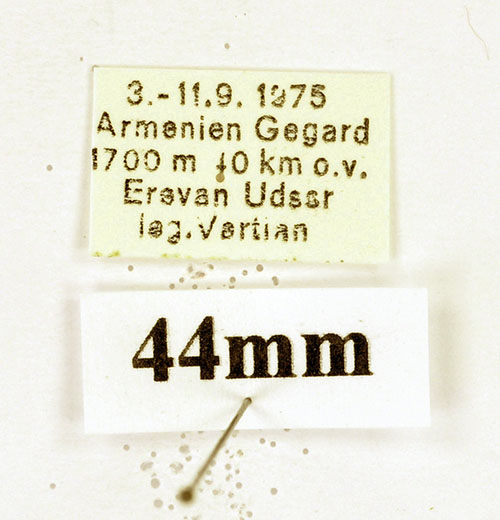 3.-11.9. 1975
Armenien Gegard
1700 m 40 km o.v.
Erevan Udssr
leg. Vartian
44mm